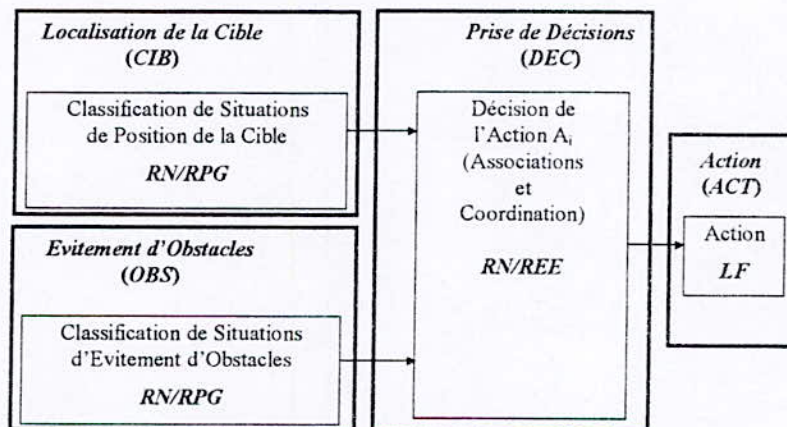 Localisation de la Cible
(CIB)
Classification de Situations
de Position de la Cible
RN/RPG
Evitement d'Obstacles
(OBS)
Classification de Situations
d'Evitement d'Obstacles
RN/RPG
Prise de Décisions
(DEC)
Décision de
l'Action Ai
(Associations
et
Coordination)
RN/REE
Action
(ACT)
Action
LF